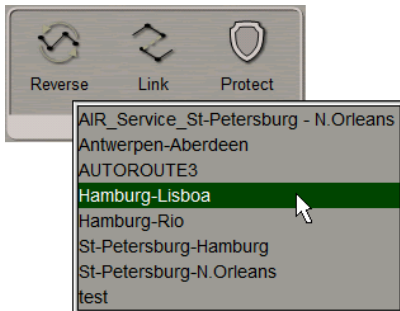 Reverse Link Protect
AIR_Service_St-Petersburg - N.Orleans
Antwerpen-Aberdeen
AUTOROUTE3
Hamburg-Lisboa
Hamburg-Rio
St-Petersburg-Hamburg
St-Petersburg-N.Orleans
test